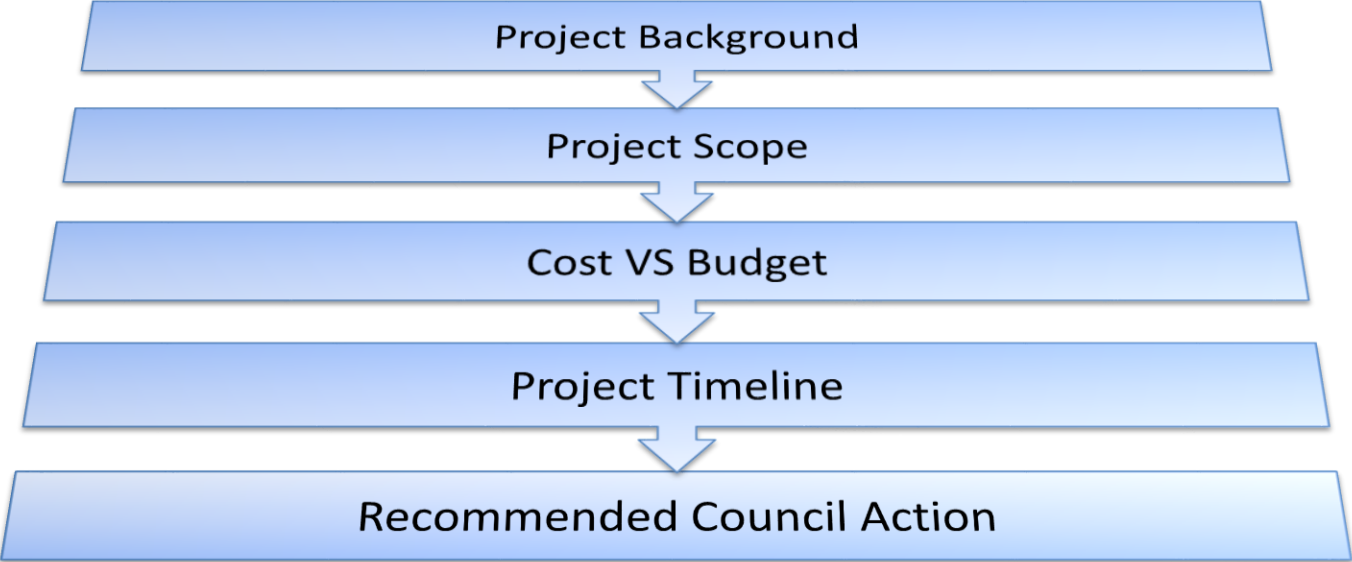 Project Background
Project Scope
Cost VS Budget
Project Timeline
Recommended Council Action